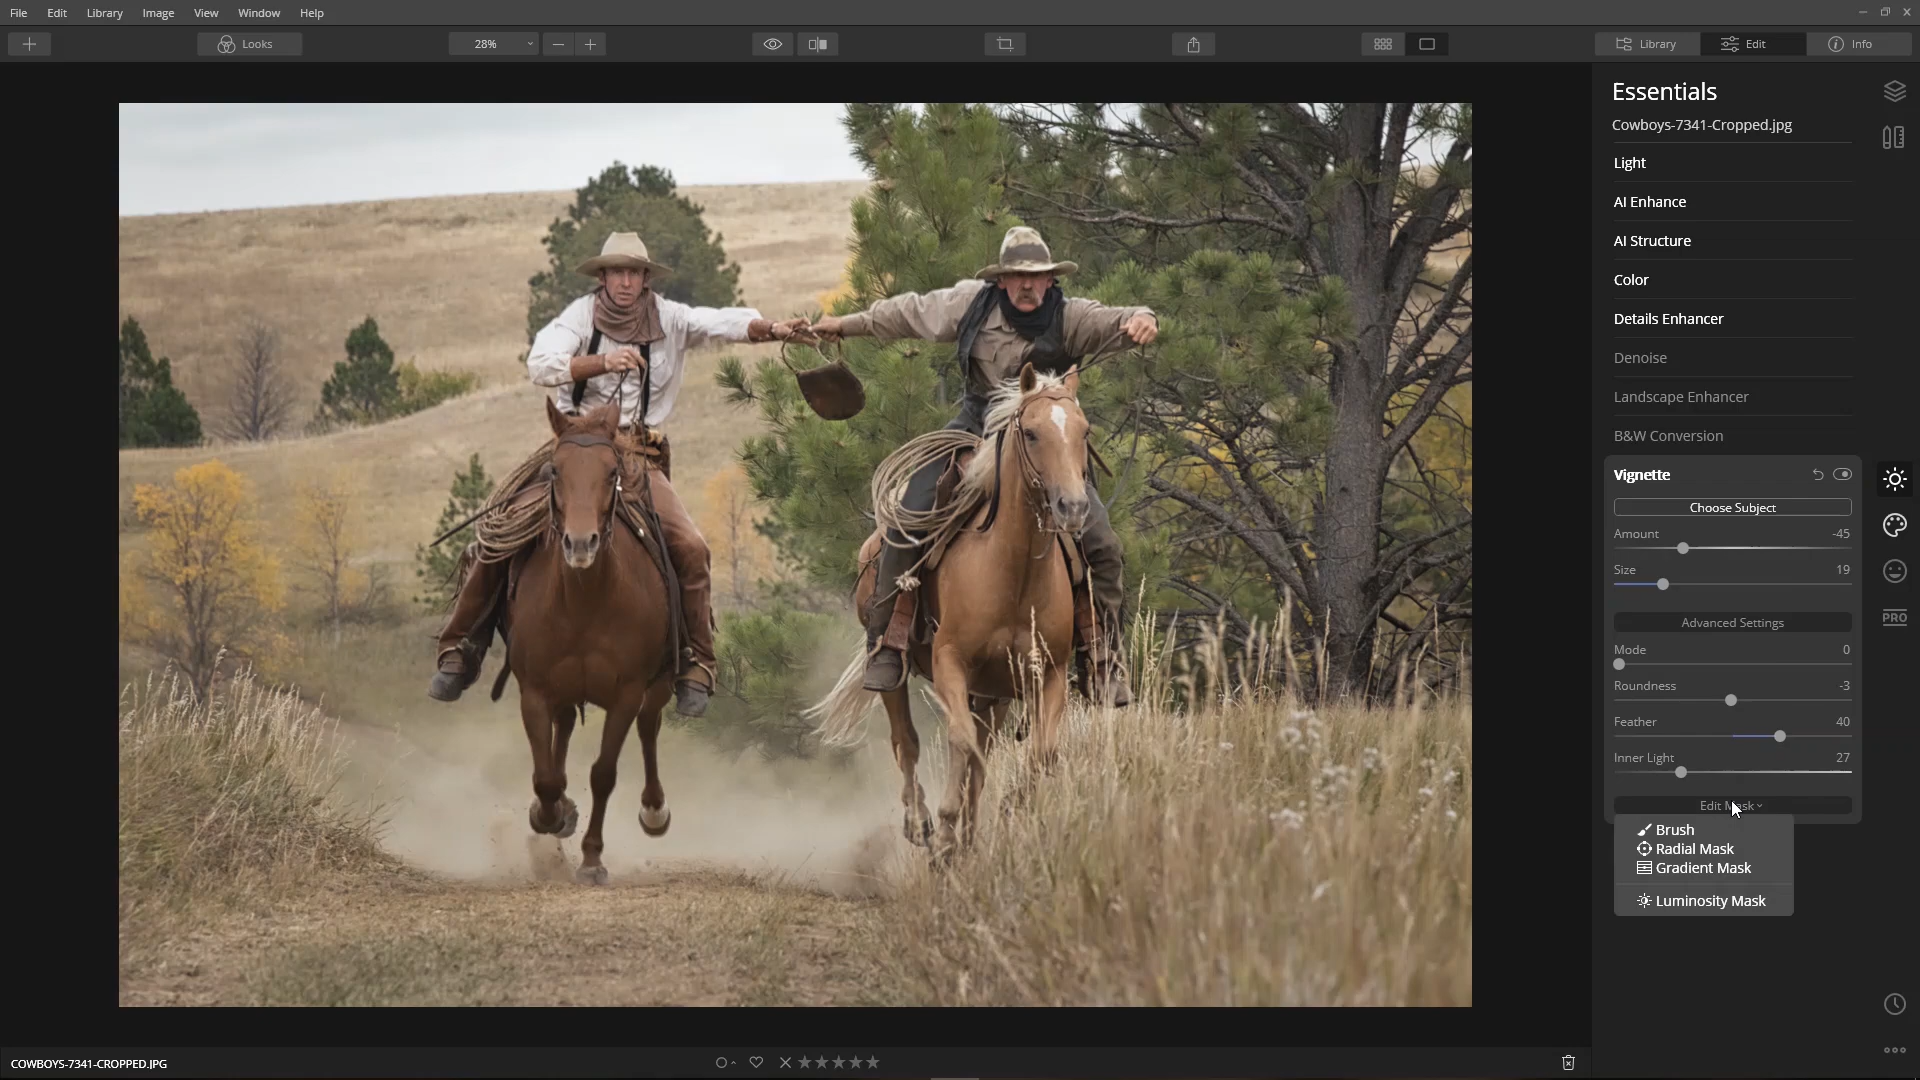 File Edit Library Image View Window Help
Looks 28% Library Edit Info
Essentials
Cowboys-7341-Cropped.jpg
Light
AI Enhance
AI Structure
Color
Details Enhancer
Denoise
Landscape Enhancer
B&W Conversion
Vignette
Choose Subject
Amount -45
Size 19
PRO
Advanced Settings
Mode 0
Roundness -3
Feather 40
Inner Light 27
Edit Mask
Brush
Radial Mask
Gradient Mask
Luminosity Mask
COWBOYS-7341-CROPPED.JPG